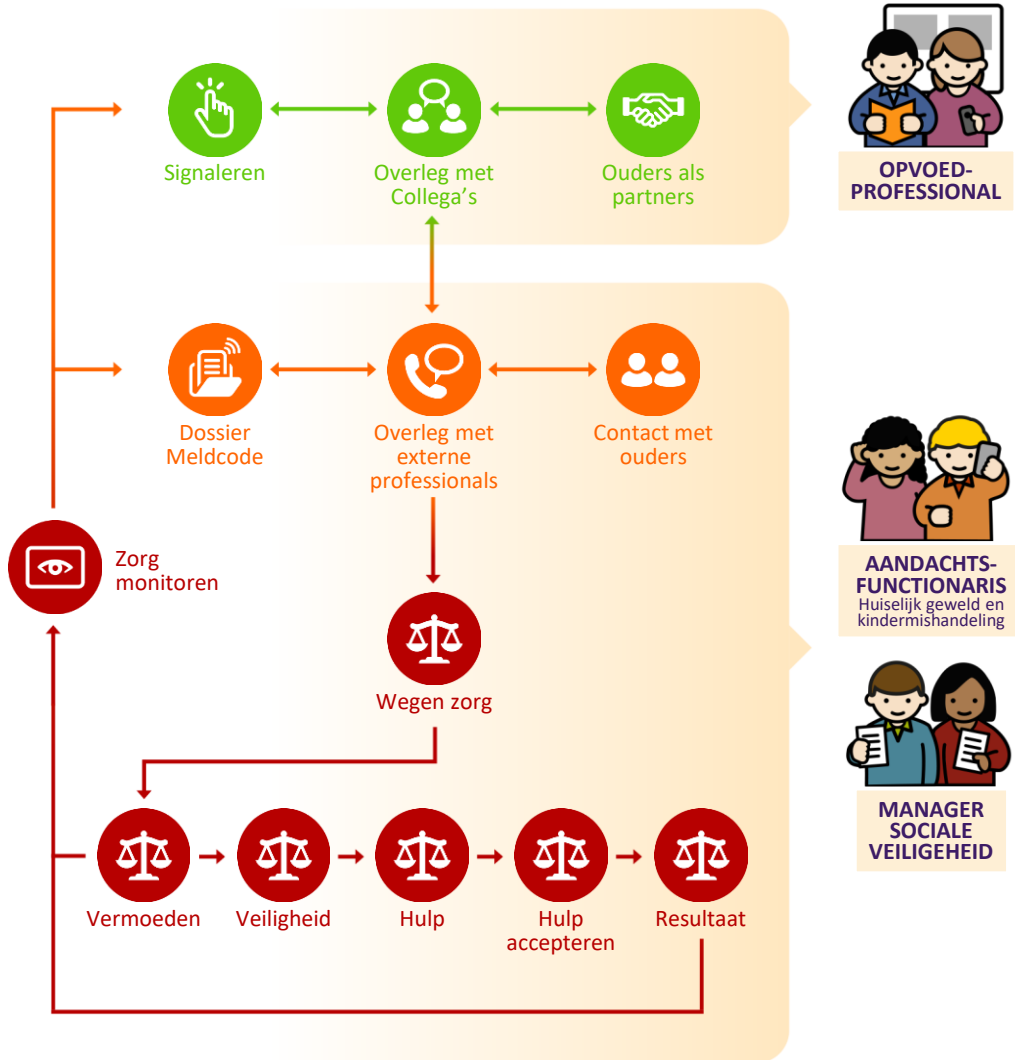 Signaleren
Overleg met
Collega’s
Ouders als
partners
OPVOED-
PROFESSIONAL
Dossier
Meldcode
Overleg met
externe
professionals
Contact met
ouders
Zorg
monitoren
AANDACHTS-
FUNCTIONARIS
Huiselijk geweld en
kindermishandeling
Wegen zorg
MANAGER
SOCIALE
VEILIGEHEID
Vermoeden
Veiligheid
Hulp
Hulp
accepteren
Resultaat